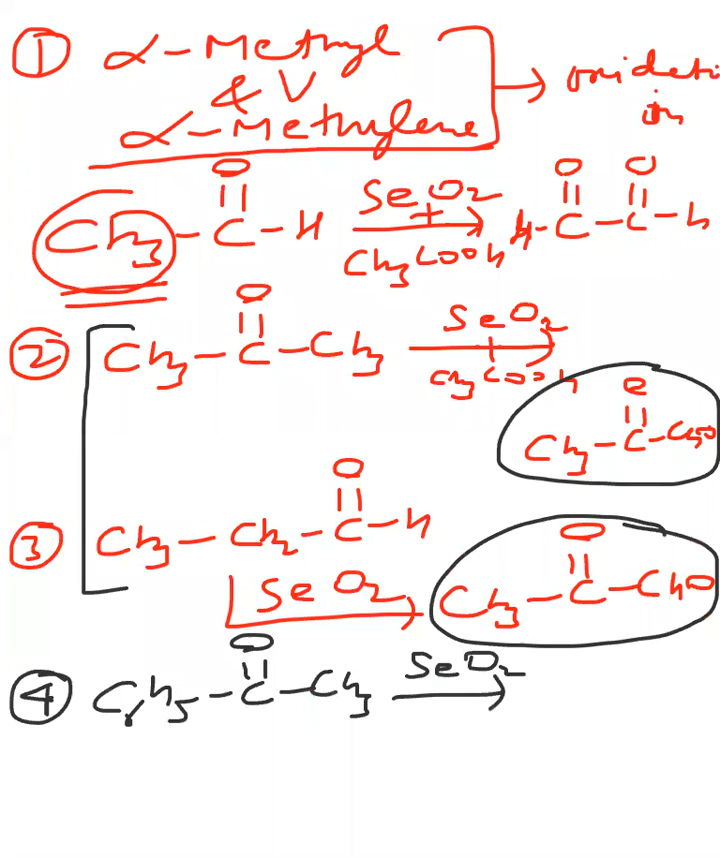 ① α-Methyl
& V
α-Methylene → oxidation
CH3-C(=O)-H SeO2 + CH3COOH → H-C(=O)-C(=O)-H
② CH3-C(=O)-CH3 SeO2 + CH3COOH →
CH3-C(=O)-CHO
③ CH3-CH2-C(=O)-H
SeO2 → CH3-C(=O)-CHO
④ C6H5-C(=O)-CH3 SeO2 →